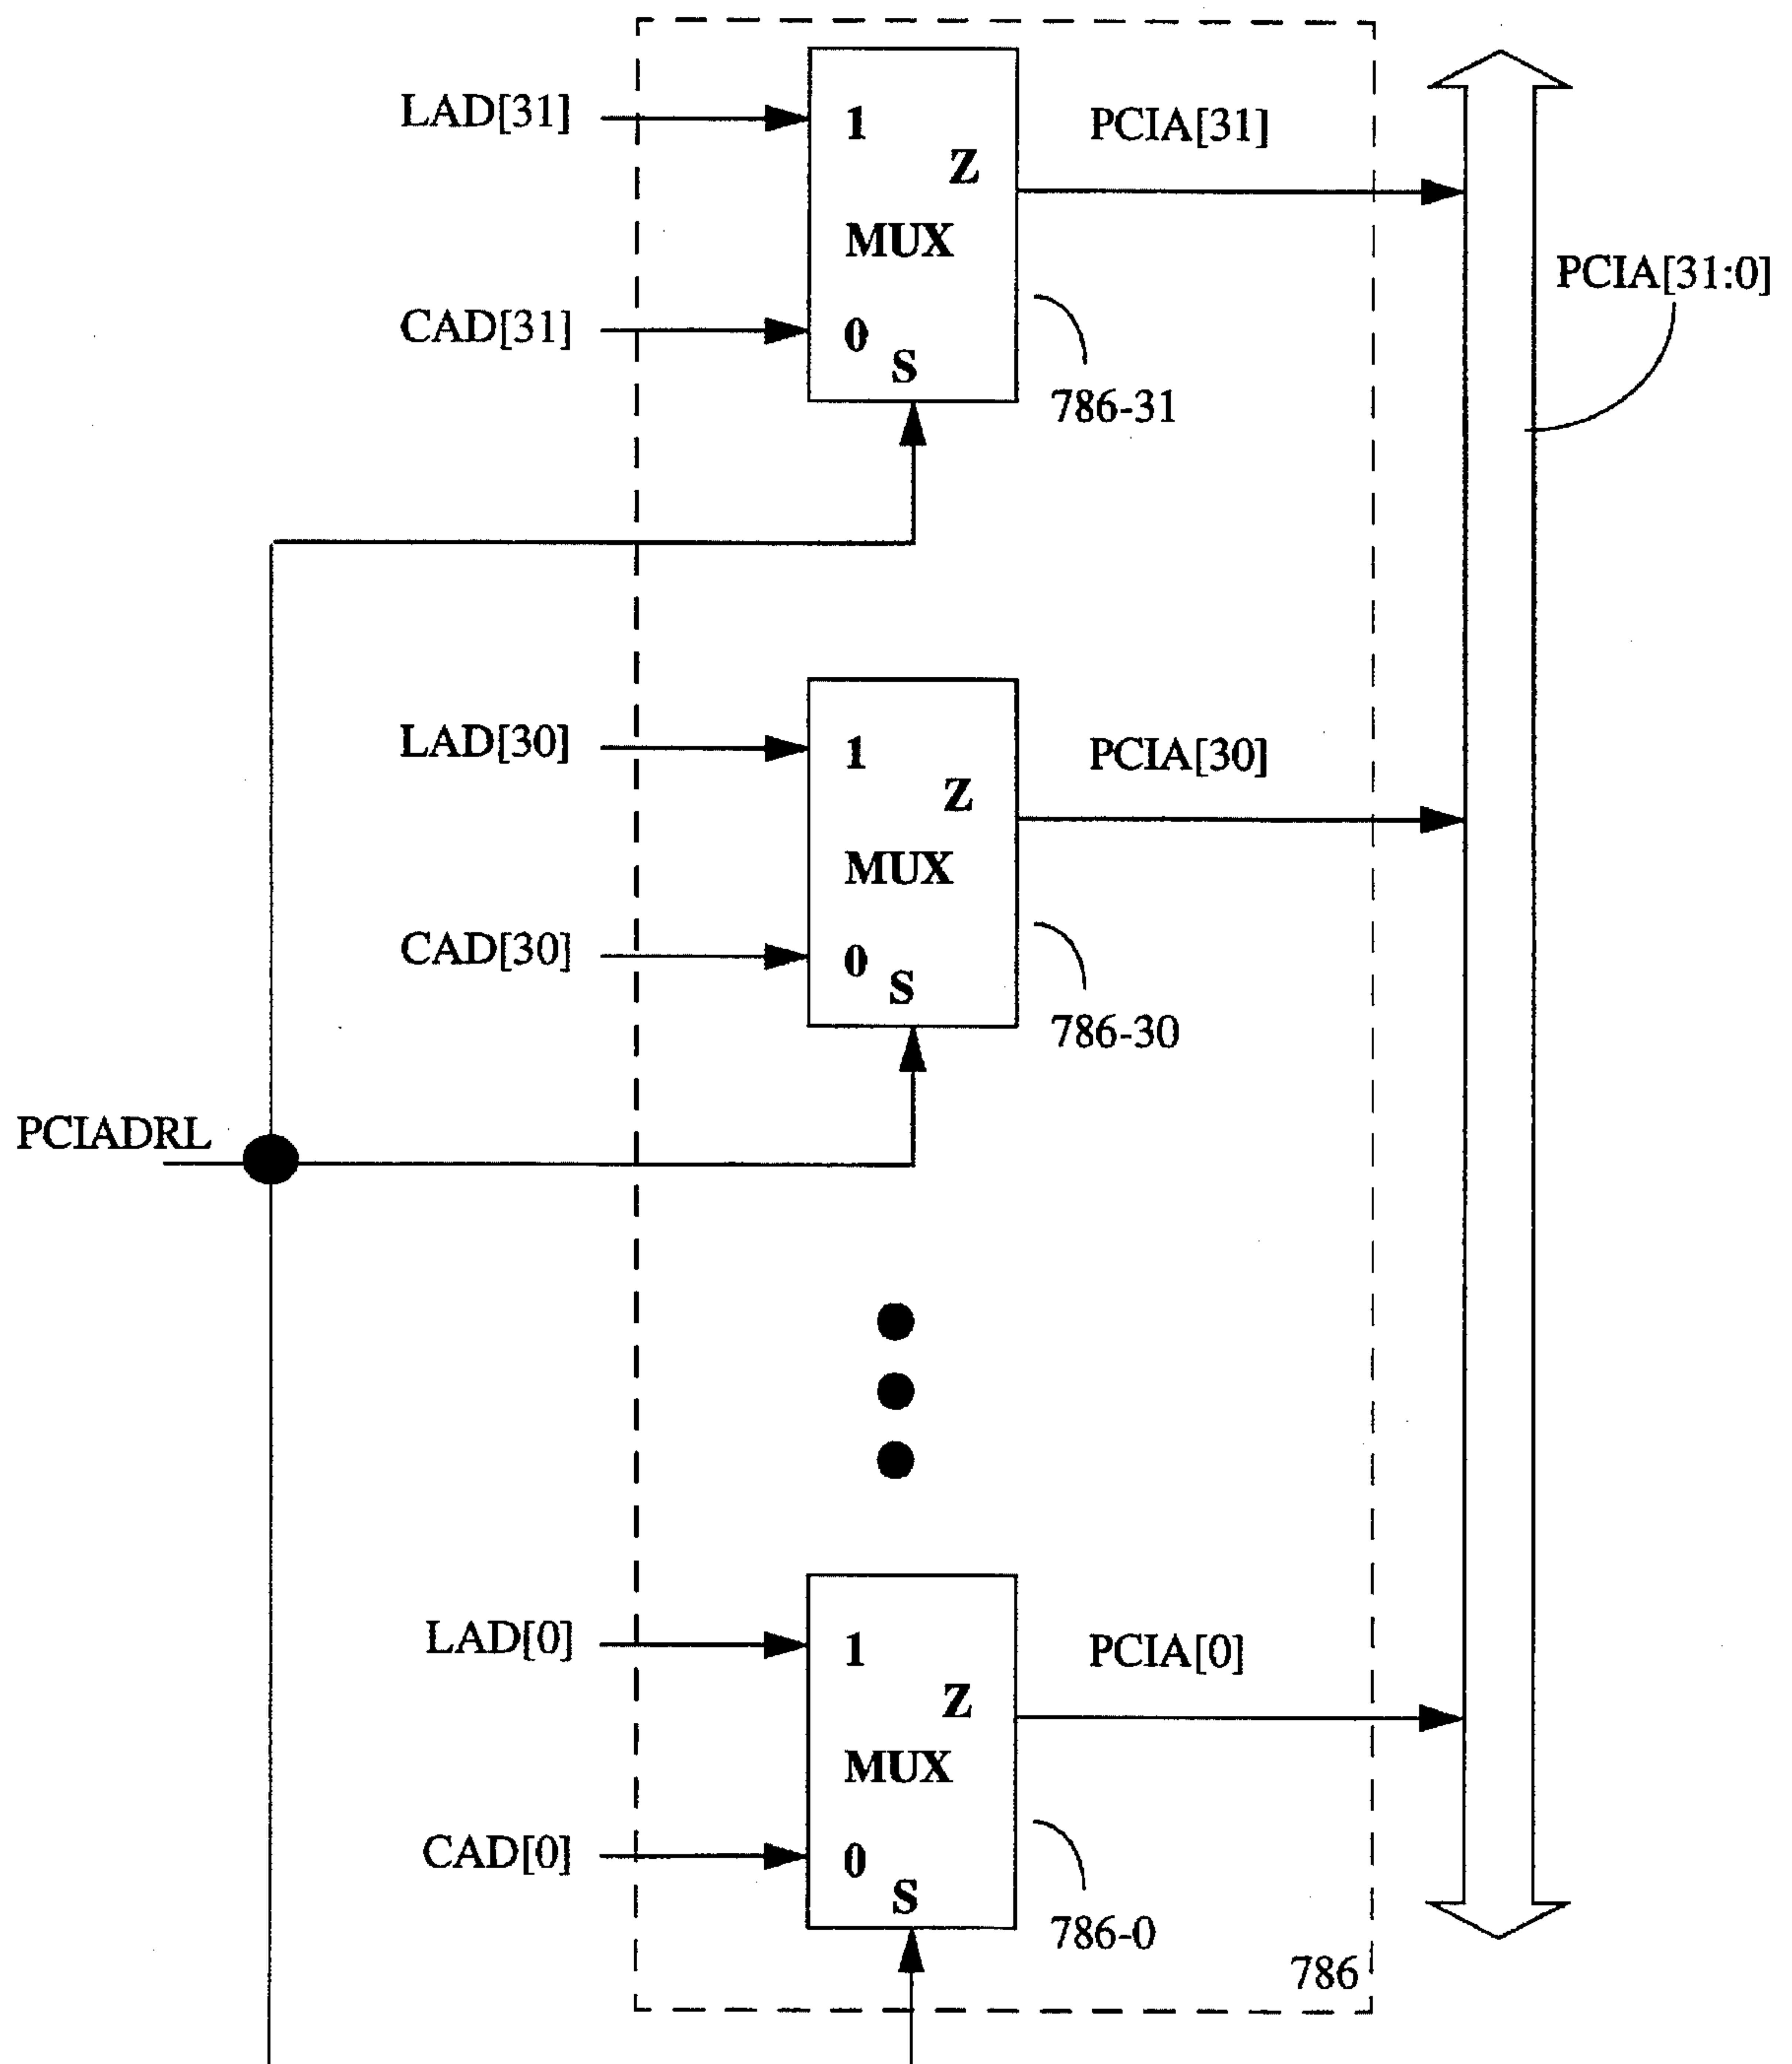 LAD[31]
1
PCIA[31]
Z
MUX
PCIA[31:0]
CAD[31]
0
S
786-31
LAD[30]
1
PCIA[30]
Z
MUX
CAD[30]
0
S
786-30
PCIADRL
LAD[0]
1
PCIA[0]
Z
MUX
CAD[0]
0
S
786-0
786